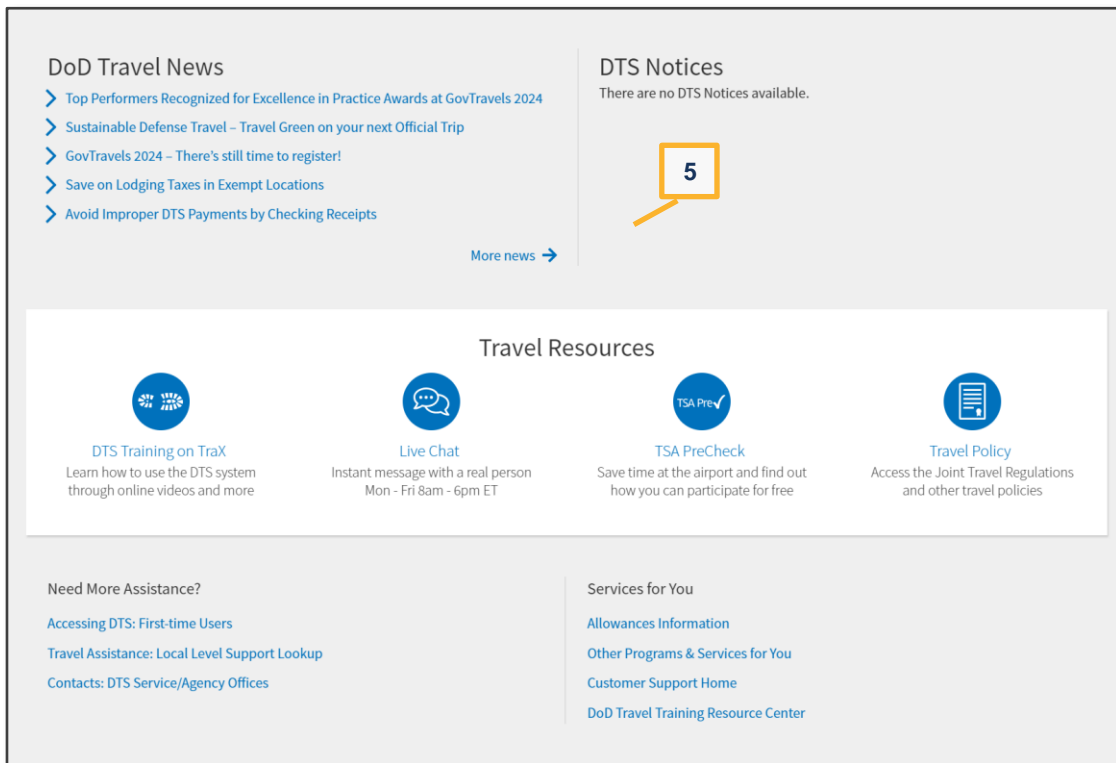 DoD Travel News
Top Performers Recognized for Excellence in Practice Awards at GovTravels 2024
Sustainable Defense Travel – Travel Green on your next Official Trip
GovTravels 2024 – There's still time to register!
Save on Lodging Taxes in Exempt Locations
Avoid Improper DTS Payments by Checking Receipts
More news
DTS Notices
There are no DTS Notices available.
5
Travel Resources
DTS Training on TraX
Learn how to use the DTS system
through online videos and more
Live Chat
Instant message with a real person
Mon - Fri 8am - 6pm ET
TSA Pre✓
TSA PreCheck
Save time at the airport and find out
how you can participate for free
Travel Policy
Access the Joint Travel Regulations
and other travel policies
Need More Assistance?
Accessing DTS: First-time Users
Travel Assistance: Local Level Support Lookup
Contacts: DTS Service/Agency Offices
Services for You
Allowances Information
Other Programs & Services for You
Customer Support Home
DoD Travel Training Resource Center